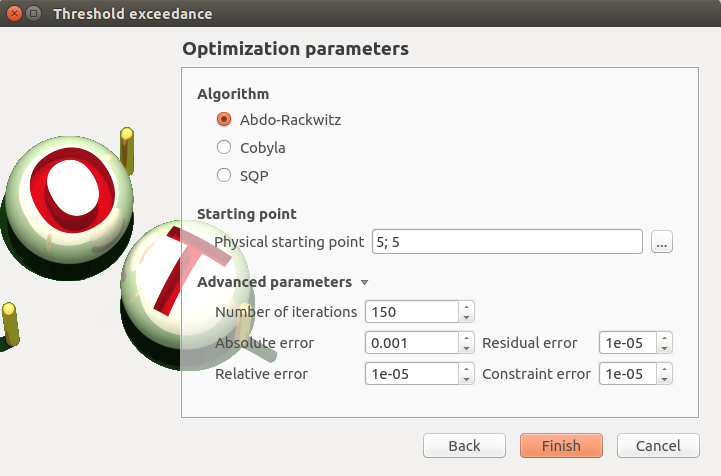 Threshold exceedance
Optimization parameters
Algorithm
Abdo-Rackwitz
Cobyla
SQP
Starting point
Physical starting point 5; 5 ...
Advanced parameters
Number of iterations 150
Absolute error 0.001 Residual error 1e-05
Relative error 1e-05 Constraint error 1e-05
Back Finish Cancel
O
T